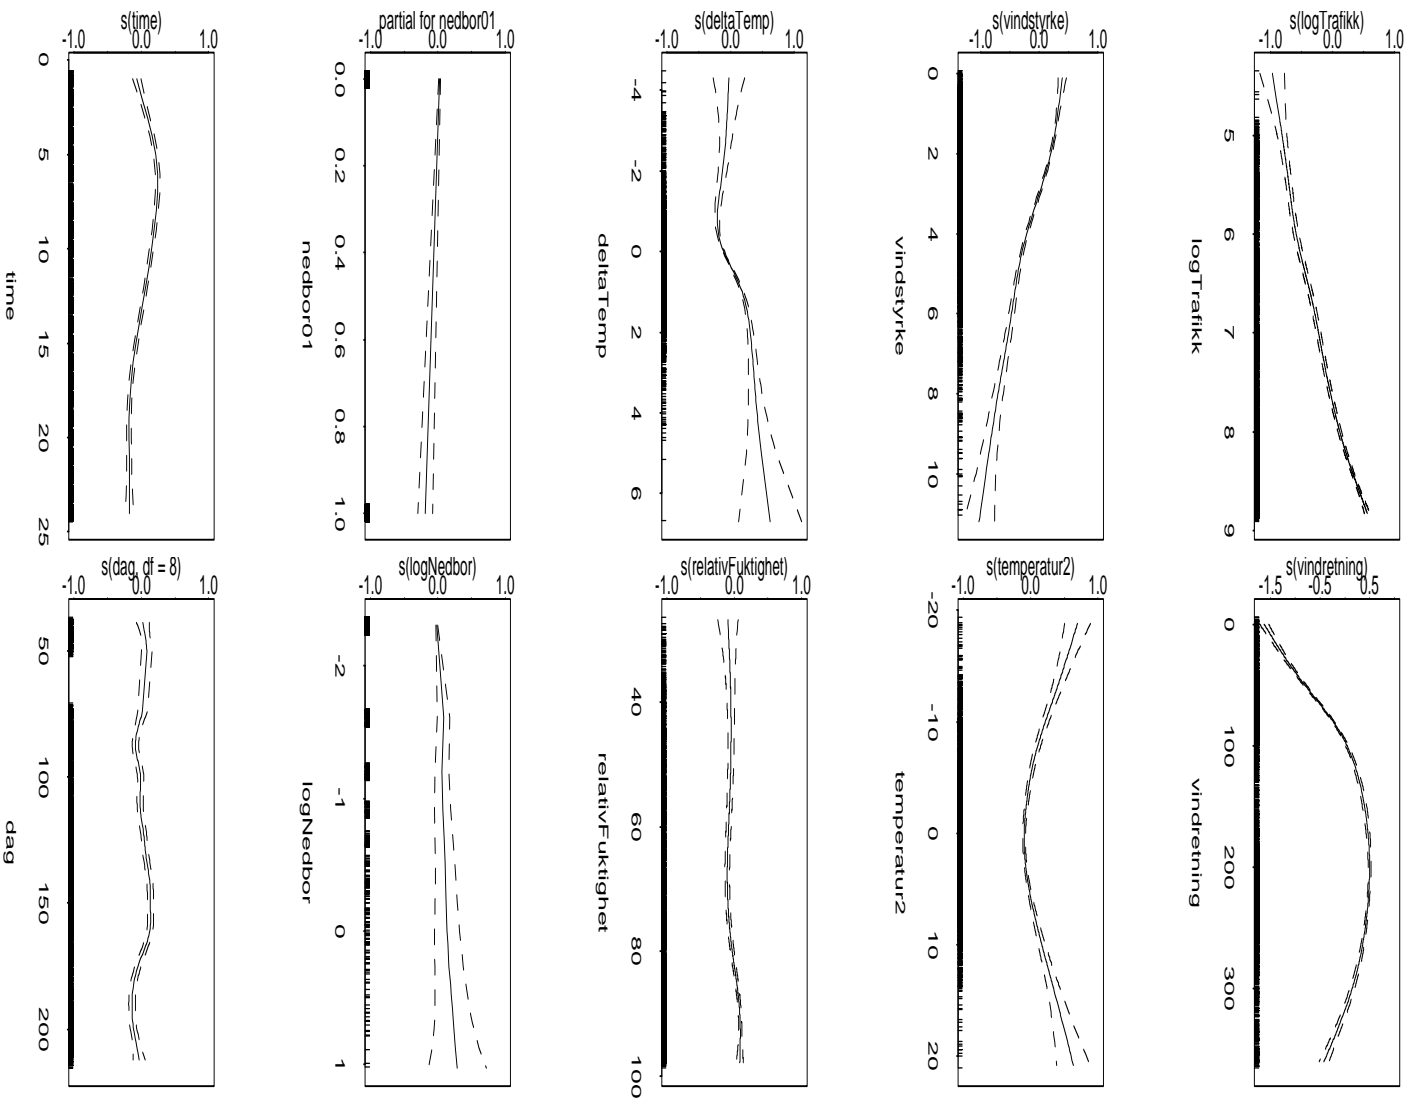 s(time)
-1.0 0.0 1.0
0 5 10 15 20 25
time
partial for nedbor01
-1.0 0.0 1.0
0.0 0.2 0.4 0.6 0.8 1.0
nedbor01
s(deltaTemp)
-1.0 0.0 1.0
-4 -2 0 2 4 6
deltaTemp
s(vindstyrke)
-1.0 0.0 1.0
0 2 4 6 8 10
vindstyrke
s(logTrafikk)
-1.0 0.0 1.0
5 6 7 8 9
logTrafikk
s(dag, df = 8)
-1.0 0.0 1.0
50 100 150 200
dag
s(logNedbor)
-1.0 0.0 1.0
-2 -1 0 1
logNedbor
s(relativFuktighet)
-1.0 0.0 1.0
40 60 80 100
relativFuktighet
s(temperatur2)
-1.0 0.0 1.0
-20 -10 0 10 20
temperatur2
s(vindretning)
-1.5 -0.5 0.5
0 100 200 300
vindretning